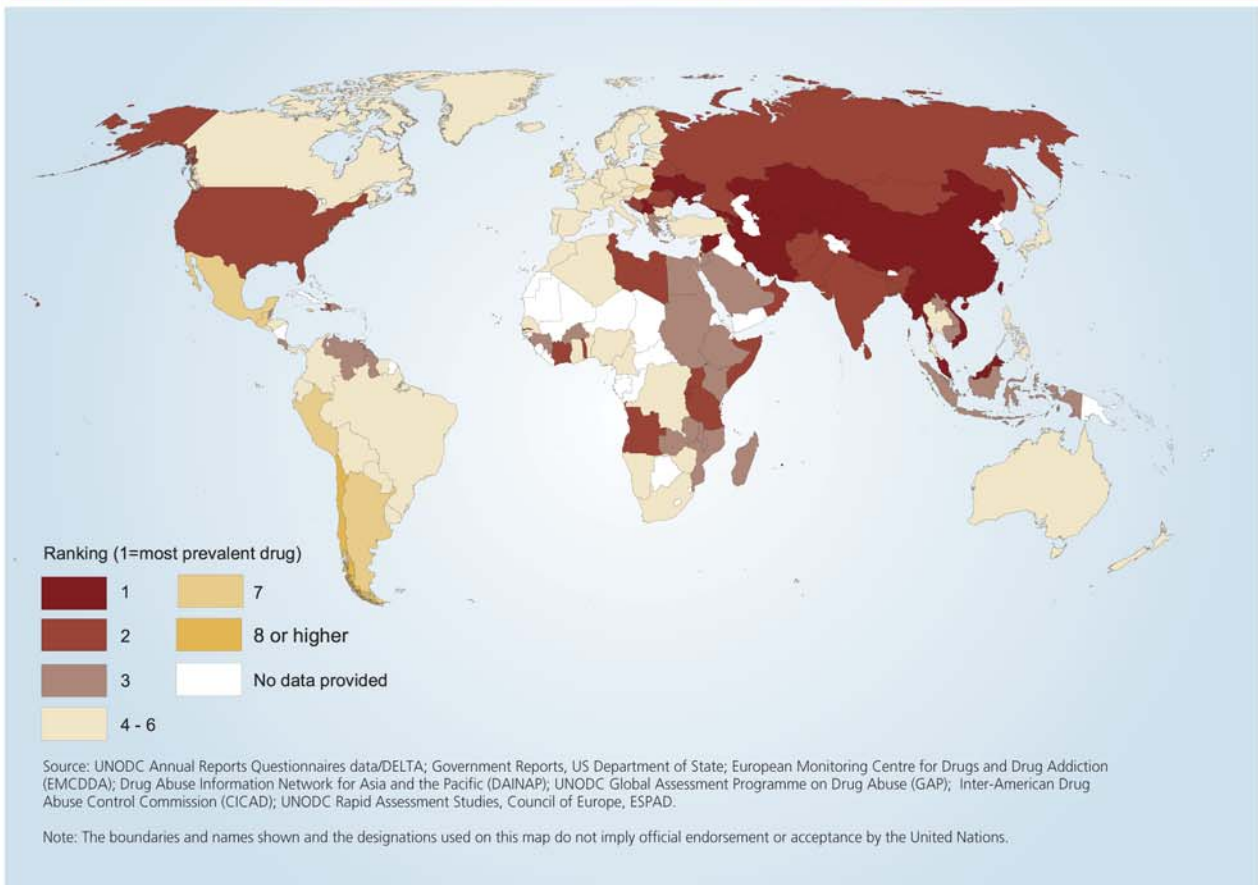 Ranking (1=most prevalent drug)
1
2
3
4 - 6
7
8 or higher
No data provided
Source: UNODC Annual Reports Questionnaires data/DELTA; Government Reports, US Department of State; European Monitoring Centre for Drugs and Drug Addiction
(EMCDDA); Drug Abuse Information Network for Asia and the Pacific (DAINAP); UNODC Global Assessment Programme on Drug Abuse (GAP); Inter-American Drug
Abuse Control Commission (CICAD); UNODC Rapid Assessment Studies, Council of Europe, ESPAD.
Note: The boundaries and names shown and the designations used on this map do not imply official endorsement or acceptance by the United Nations.